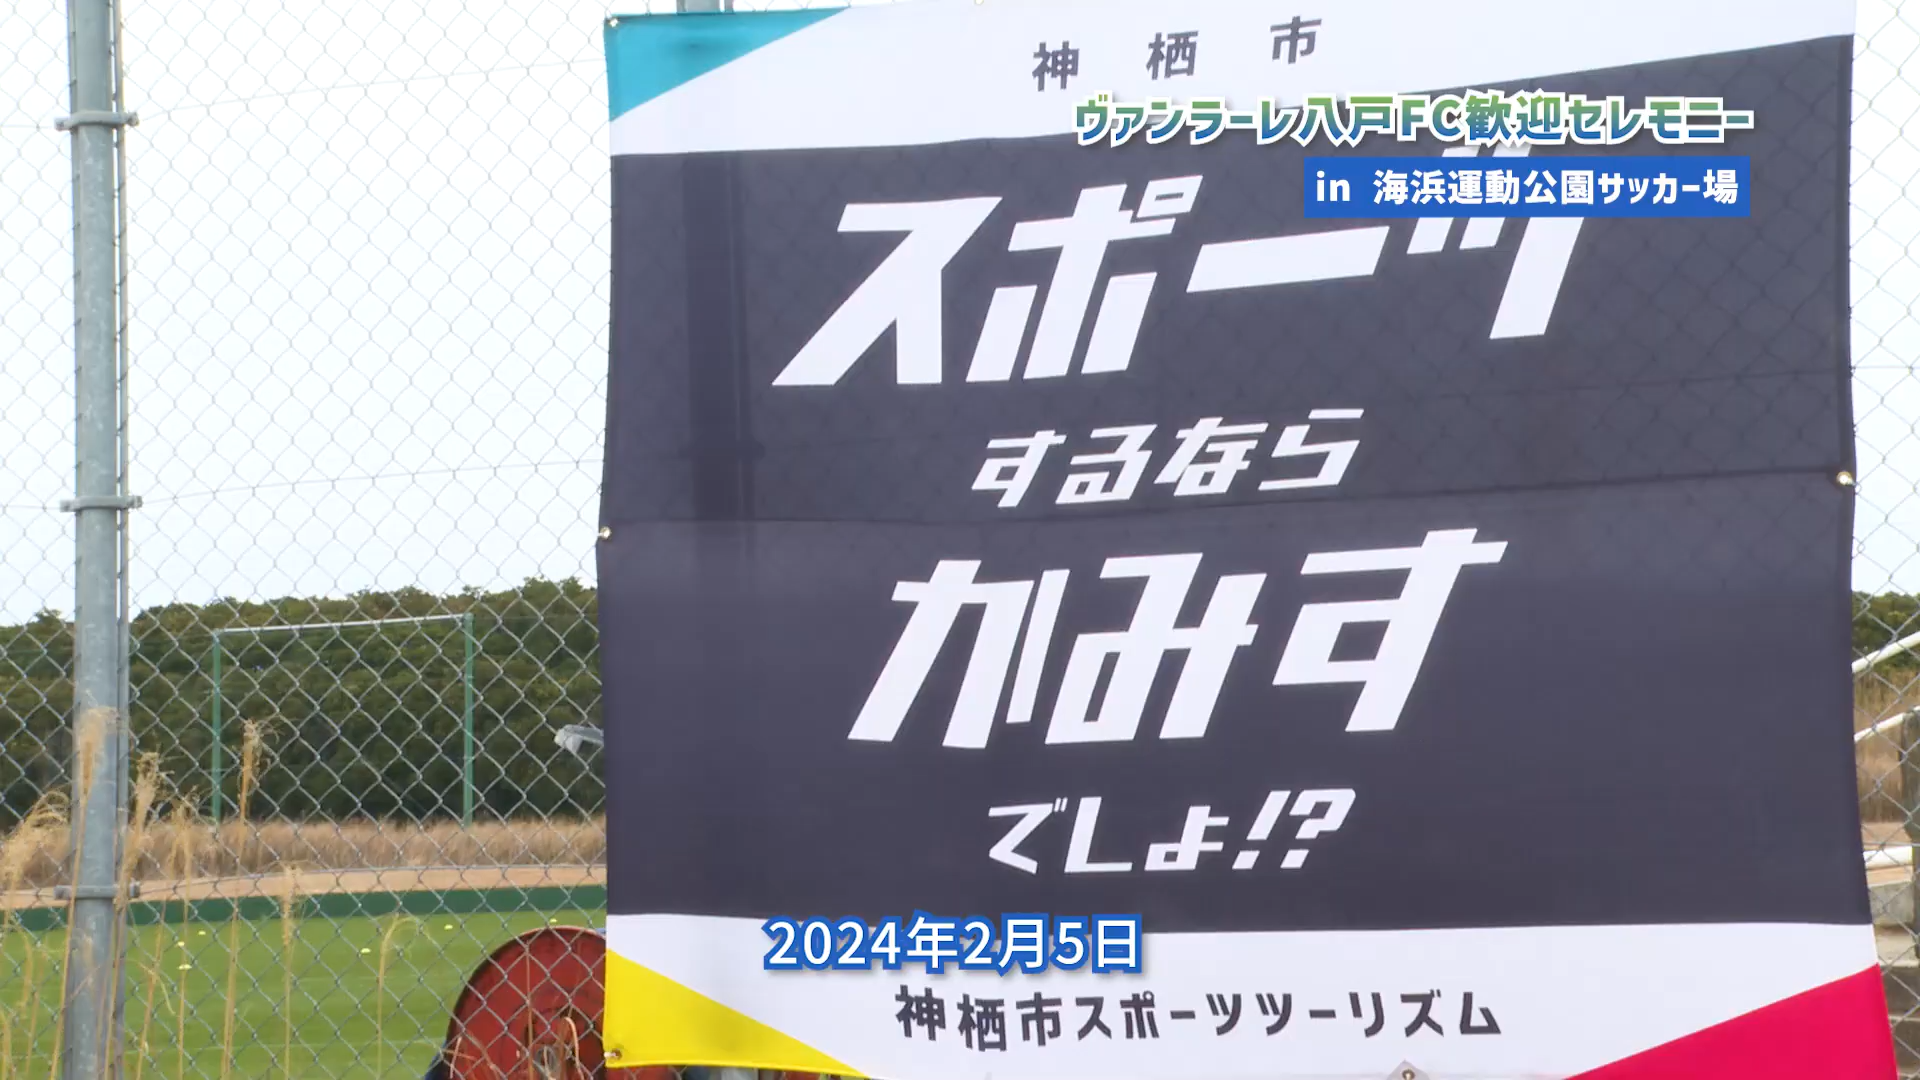 神栖市
ヴァンラーレ八戸FC歓迎セレモニー
in 海浜運動公園サッカー場
スポーツ
するなら
かみす
でしょ!?
2024年2月5日
神栖市スポーツツーリズム